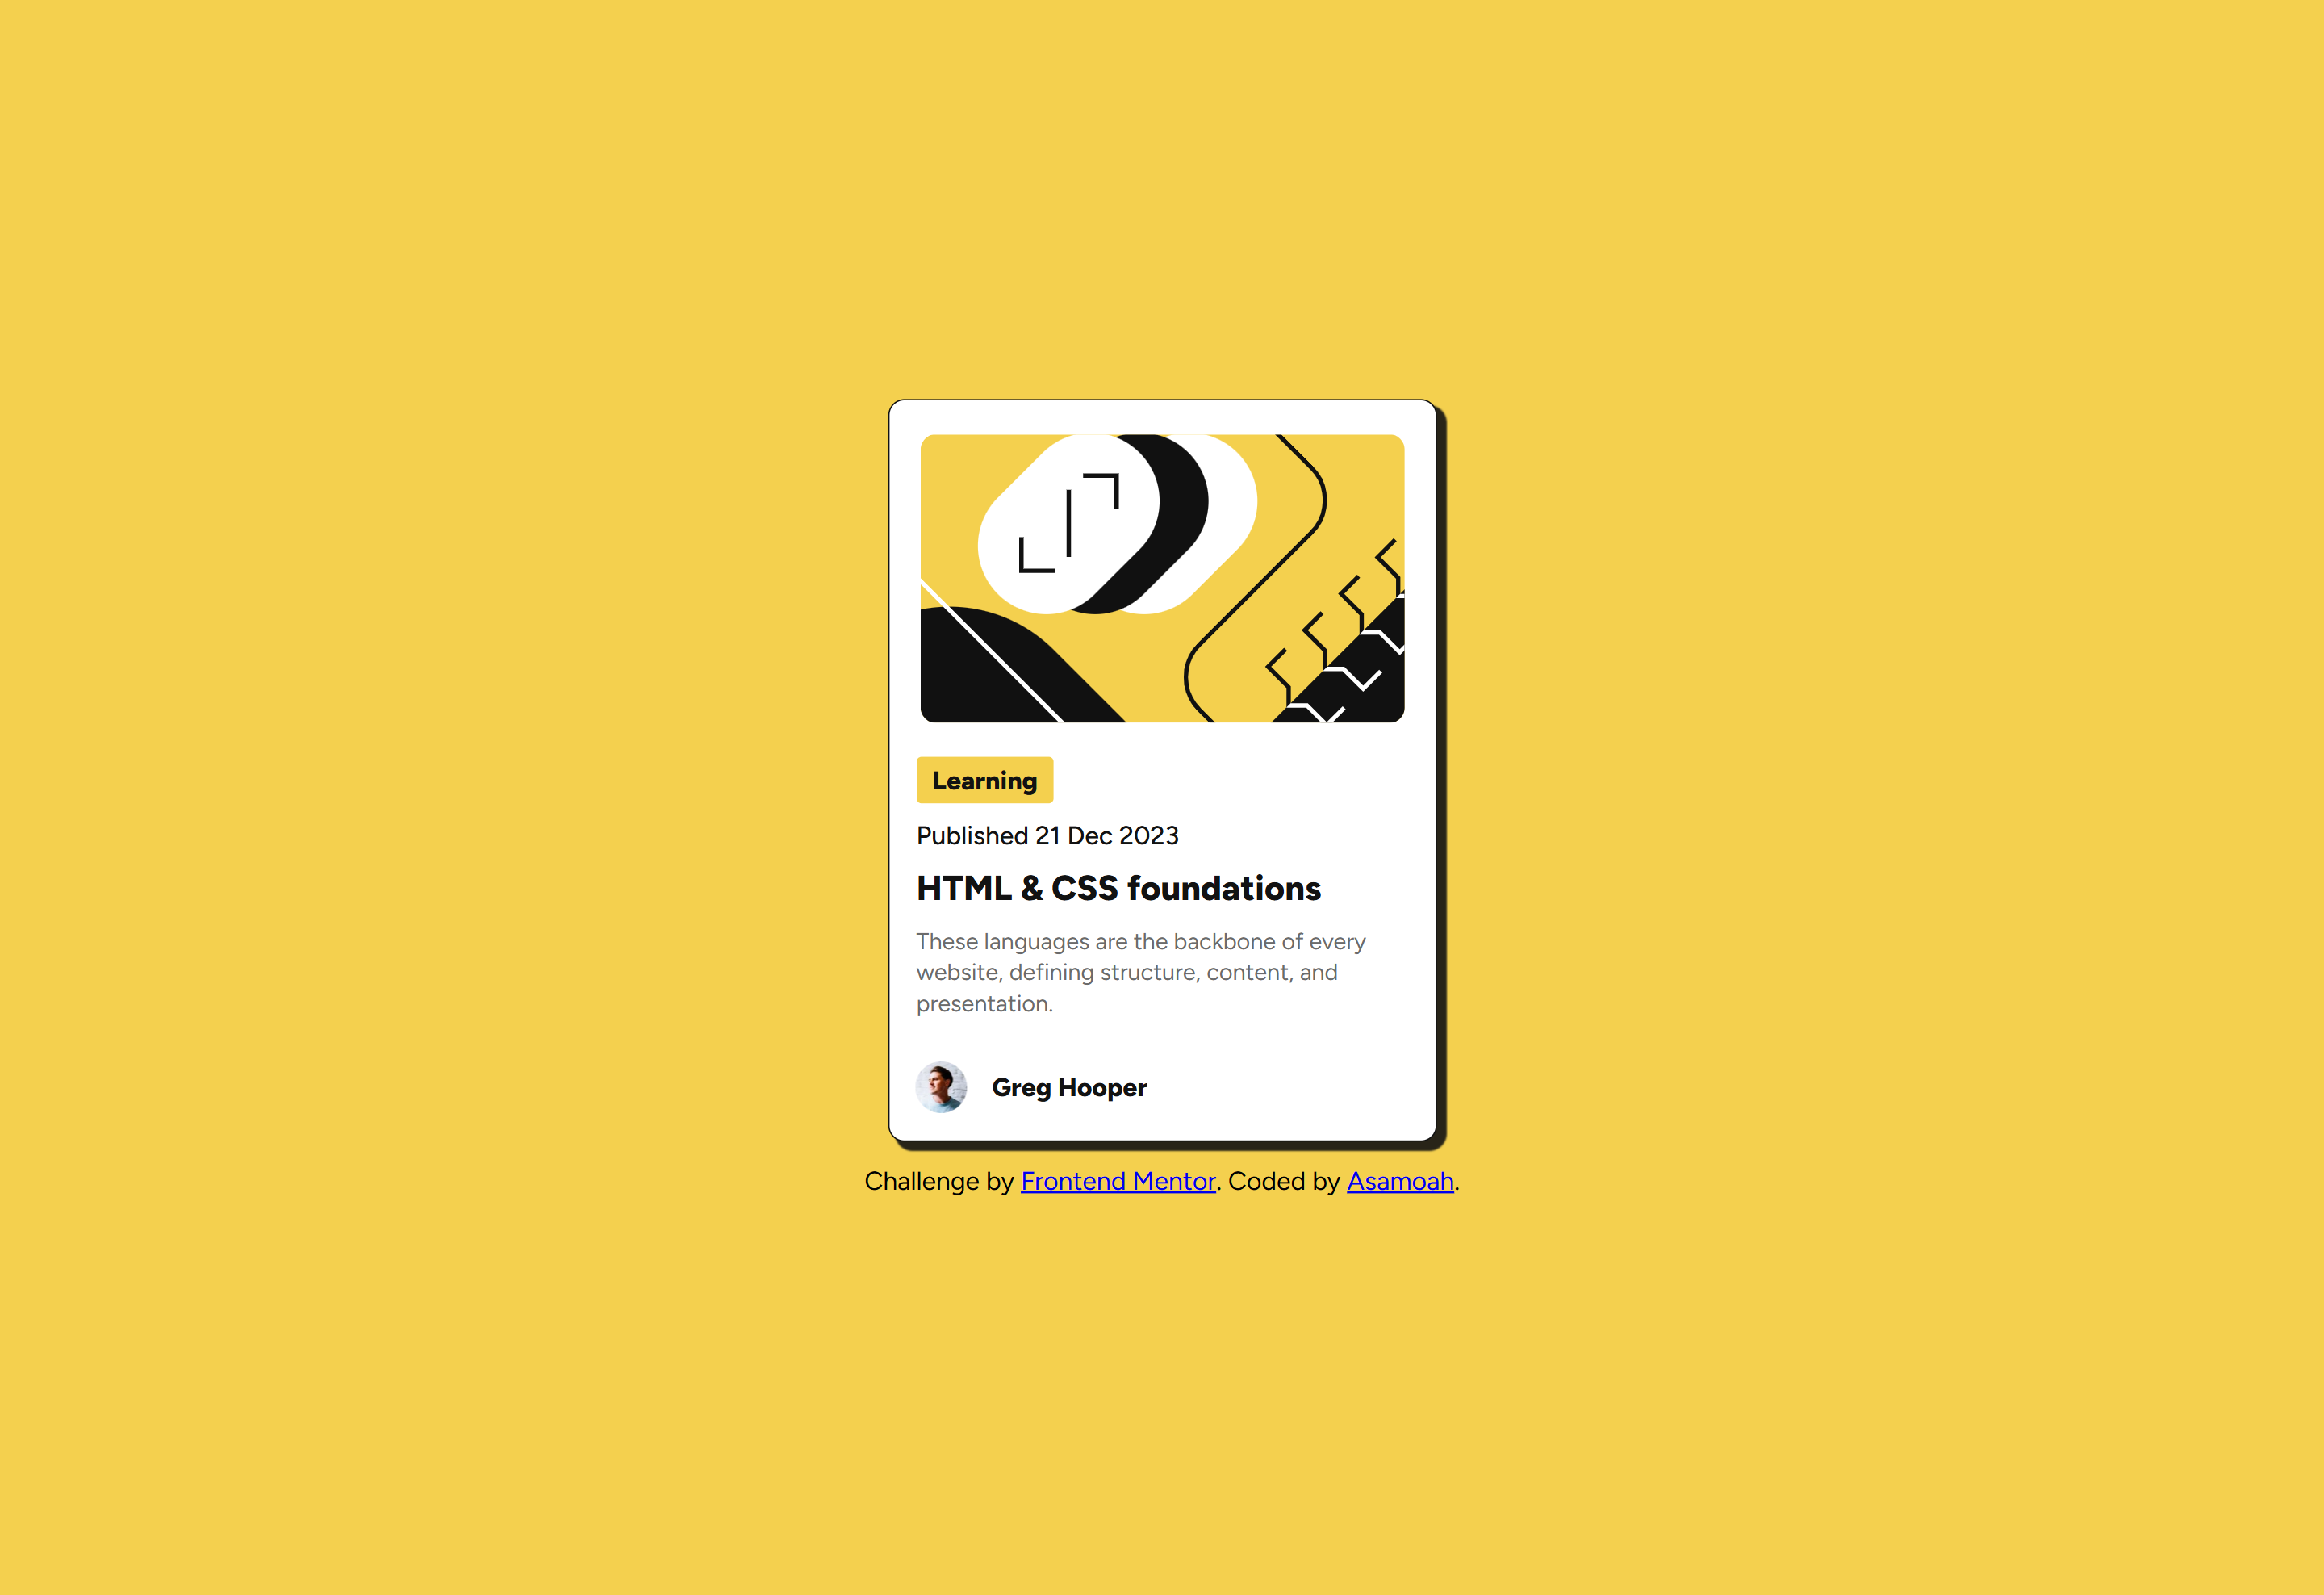 Learning
Published 21 Dec 2023
HTML & CSS foundations
These languages are the backbone of every
website, defining structure, content, and
presentation.
Greg Hooper
Challenge by Frontend Mentor. Coded by Asamoah.